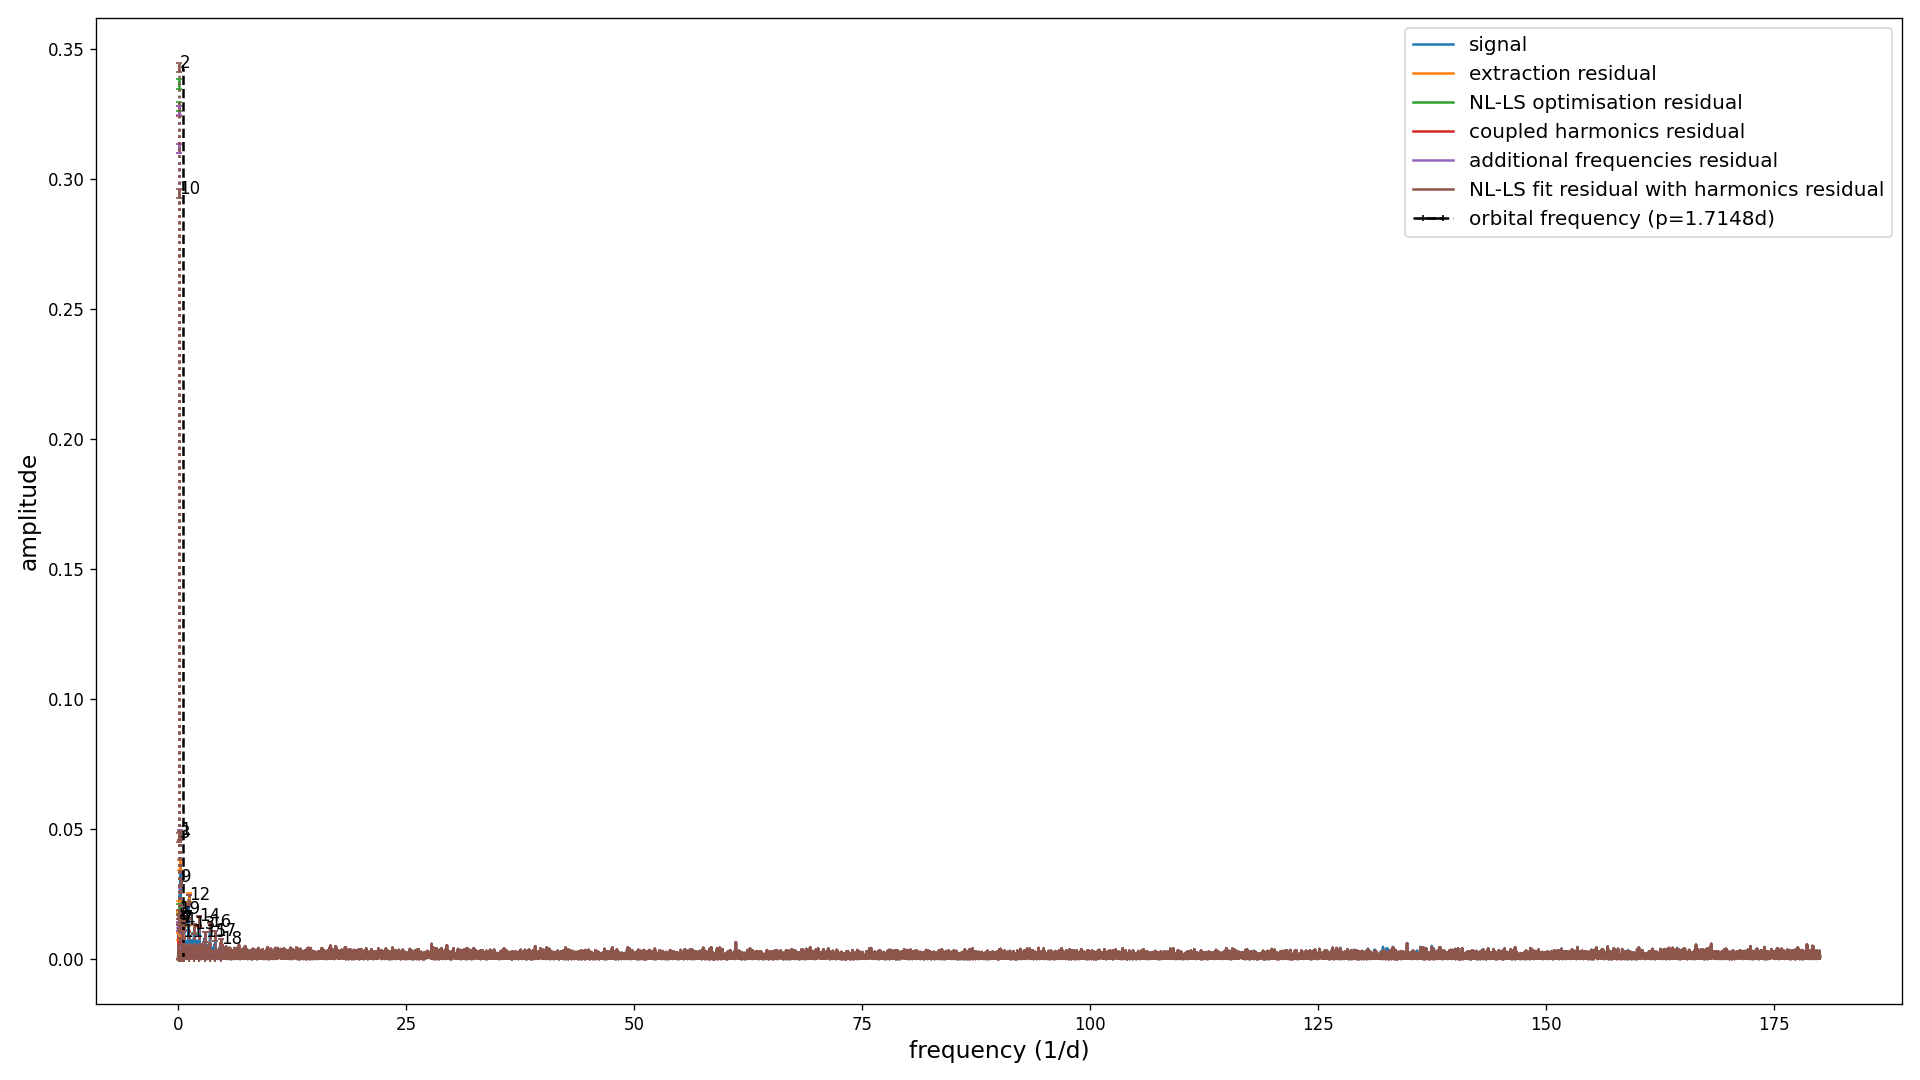 0.35
0.30
0.25
0.20
0.15
0.10
0.05
0.00
amplitude
0
25
50
75
100
125
150
175
frequency (1/d)
signal
extraction residual
NL-LS optimisation residual
coupled harmonics residual
additional frequencies residual
NL-LS fit residual with harmonics residual
orbital frequency (p=1.7148d)
2
10
9
12
19
14
16
18